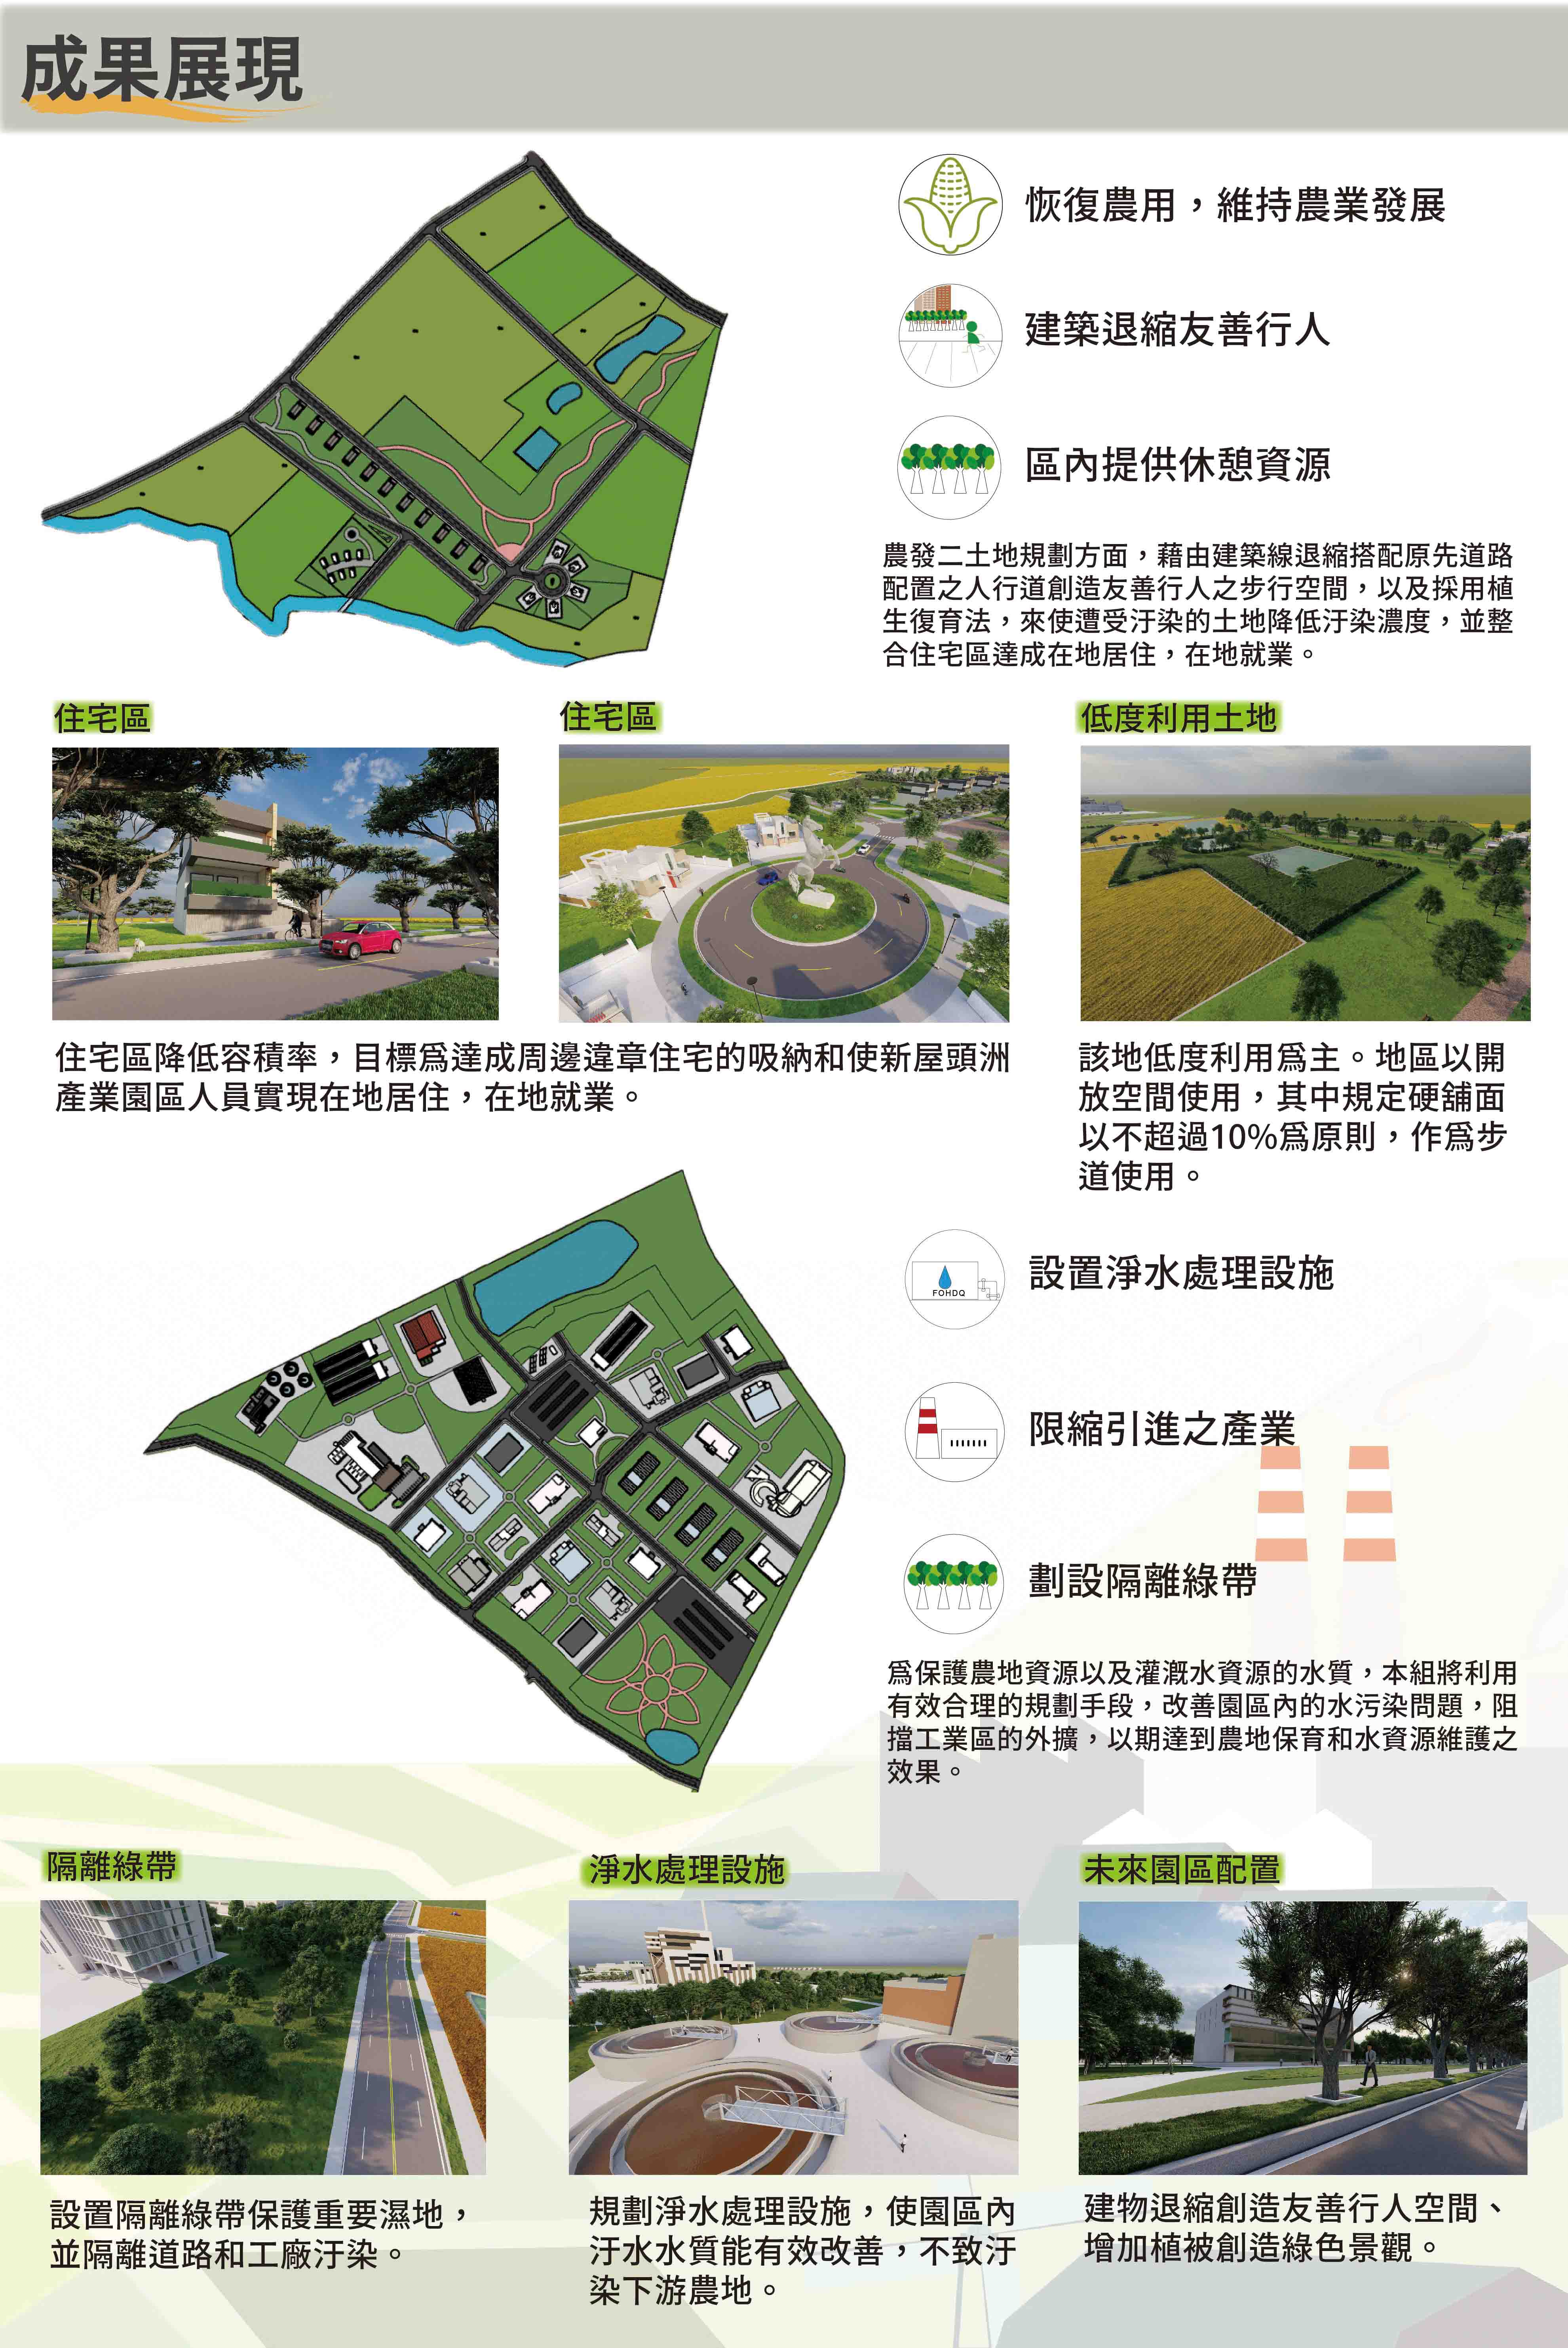 成果展現
恢復農用，維持農業發展
建築退縮友善行人
區內提供休憩資源
農發二土地規劃方面，藉由建築線退縮搭配原先道路
配置之人行道創造友善行人之步行空間，以及採用植
生復育法，來使遭受汙染的土地降低汙染濃度，並整
合住宅區達成在地居住，在地就業。
住宅區
住宅區
低度利用土地
住宅區降低容積率，目標爲達成周邊違章住宅的吸納和使新屋頭洲
產業園區人員實現在地居住，在地就業。
該地低度利用爲主。地區以開
放空間使用，其中規定硬舖面
以不超過10%爲原則，作爲步
道使用。
FOHDQ
設置淨水處理設施
限縮引進之產業
劃設隔離綠帶
爲保護農地資源以及灌溉水資源的水質，本組將利用
有效合理的規劃手段，改善園區內的水污染問題，阻
擋工業區的外擴，以期達到農地保育和水資源維護之
效果。
隔離綠帶
淨水處理設施
未來園區配置
設置隔離綠帶保護重要濕地，
並隔離道路和工廠汙染。
規劃淨水處理設施，使園區內
汙水水質能有效改善，不致汙
染下游農地。
建物退縮創造友善行人空間、
增加植被創造綠色景觀。